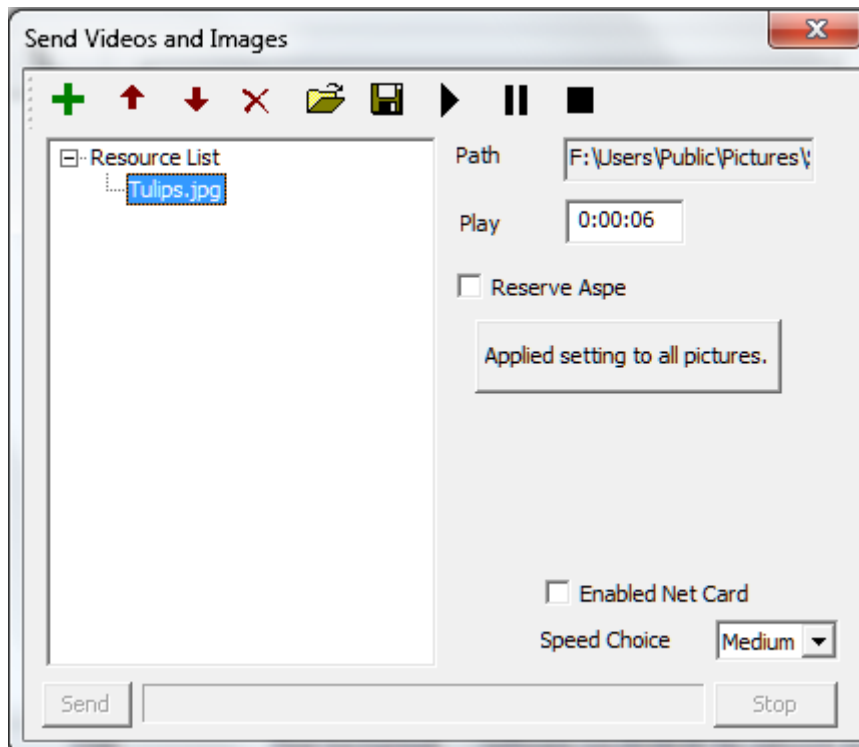 Send Videos and Images
Resource List
Tulips.jpg
Path
F:\Users\Public\Pictures\
Play
0:00:06
Reserve Aspe
Applied setting to all pictures.
Enabled Net Card
Speed Choice
Medium
Send
Stop